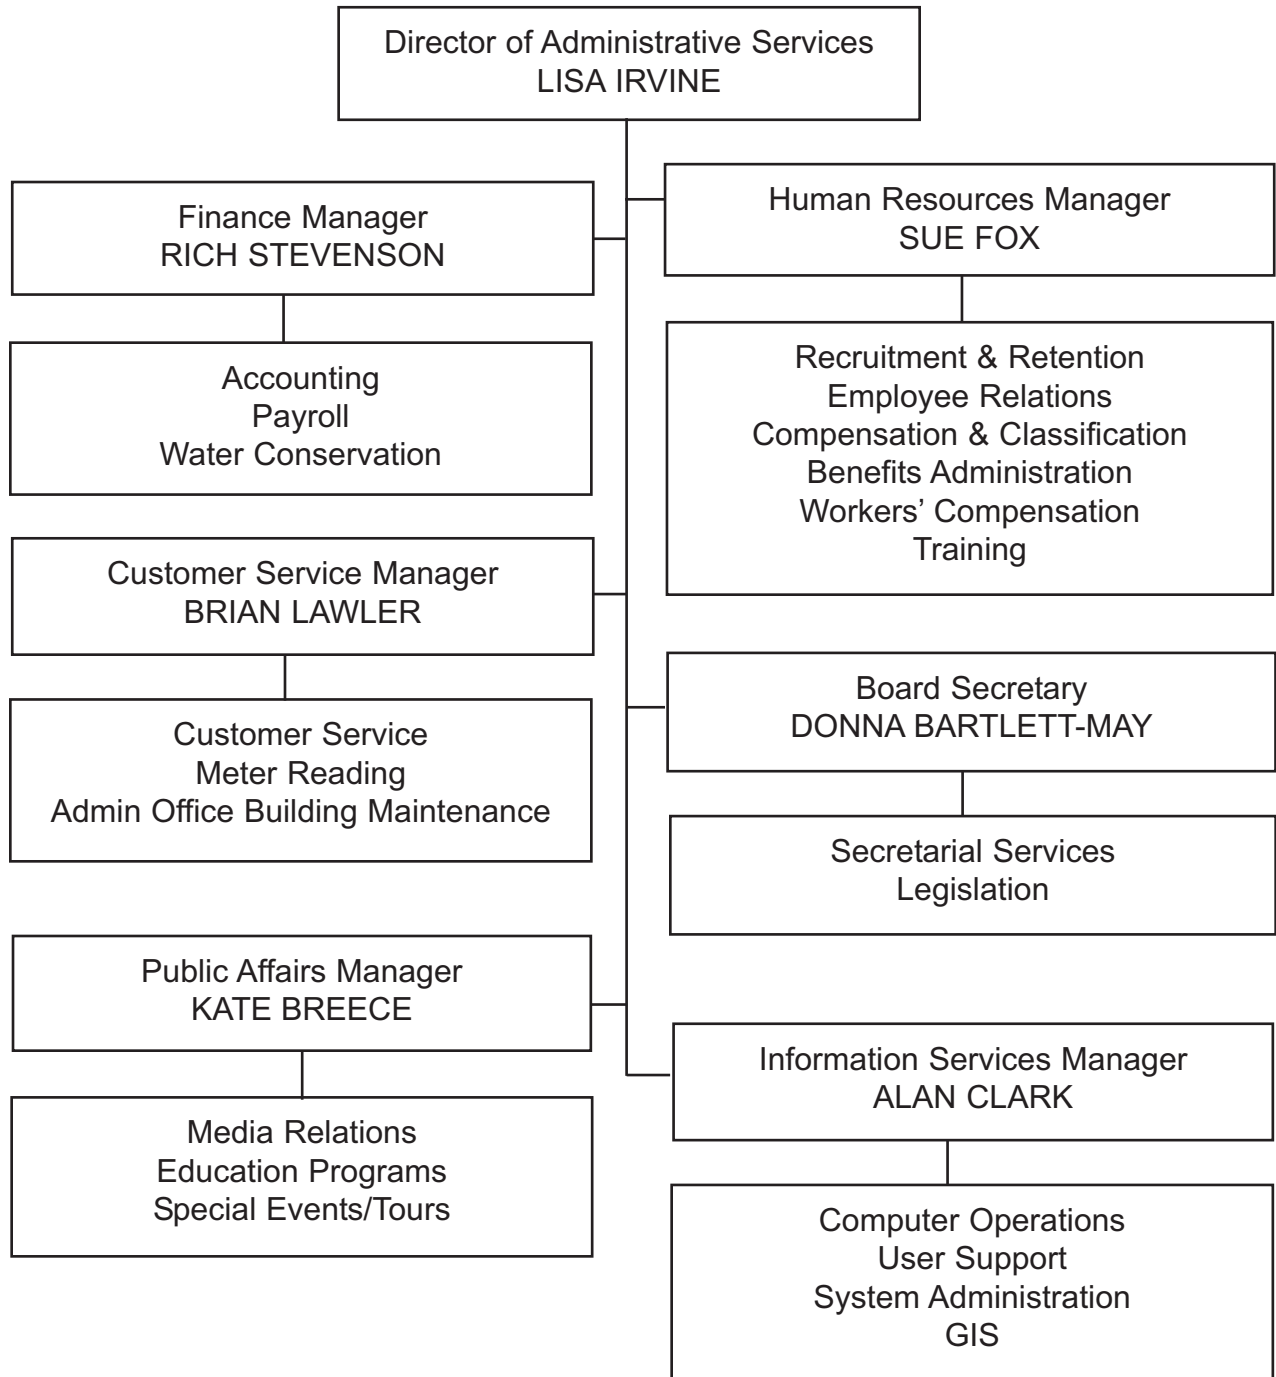 Director of Administrative Services
LISA IRVINE
Finance Manager
RICH STEVENSON
Accounting
Payroll
Water Conservation
Customer Service Manager
BRIAN LAWLER
Customer Service
Meter Reading
Admin Office Building Maintenance
Public Affairs Manager
KATE BREECE
Media Relations
Education Programs
Special Events/Tours
Human Resources Manager
SUE FOX
Recruitment & Retention
Employee Relations
Compensation & Classification
Benefits Administration
Workers’ Compensation
Training
Board Secretary
DONNA BARTLETT-MAY
Secretarial Services
Legislation
Information Services Manager
ALAN CLARK
Computer Operations
User Support
System Administration
GIS